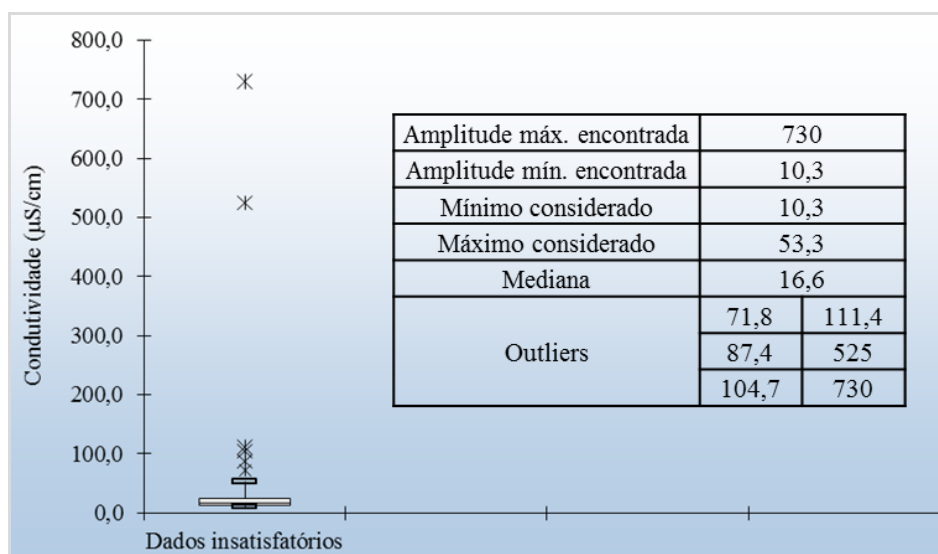 800,0
700,0
600,0
500,0
400,0
300,0
200,0
100,0
0,0
Condutividade (µS/cm)
Dados insatisfatórios
Amplitude máx. encontrada 730
Amplitude mín. encontrada 10,3
Mínimo considerado 10,3
Máximo considerado 53,3
Mediana 16,6
Outliers
71,8 111,4
87,4 525
104,7 730